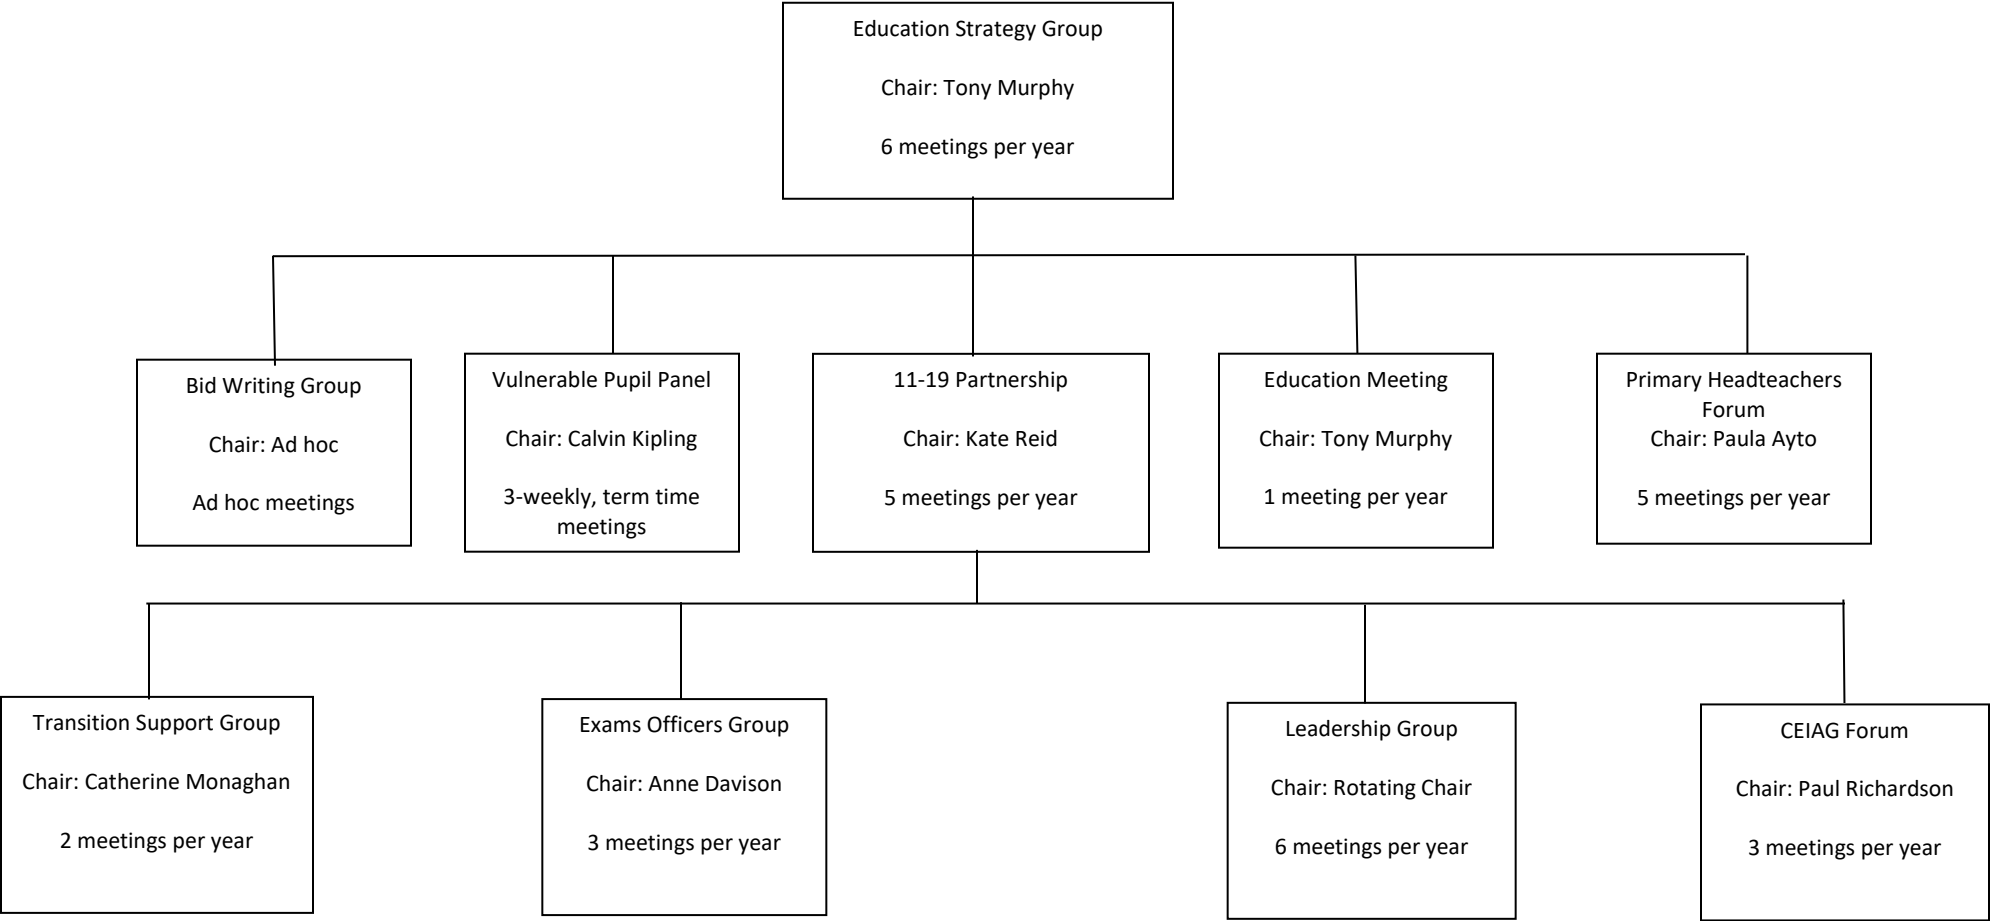 Education Strategy Group
Chair: Tony Murphy
6 meetings per year
Bid Writing Group
Chair: Ad hoc
Ad hoc meetings
Vulnerable Pupil Panel
Chair: Calvin Kipling
3-weekly, term time
meetings
11-19 Partnership
Chair: Kate Reid
5 meetings per year
Education Meeting
Chair: Tony Murphy
1 meeting per year
Primary Headteachers
Forum
Chair: Paula Ayto
5 meetings per year
Transition Support Group
Chair: Catherine Monaghan
2 meetings per year
Exams Officers Group
Chair: Anne Davison
3 meetings per year
Leadership Group
Chair: Rotating Chair
6 meetings per year
CEIAG Forum
Chair: Paul Richardson
3 meetings per year